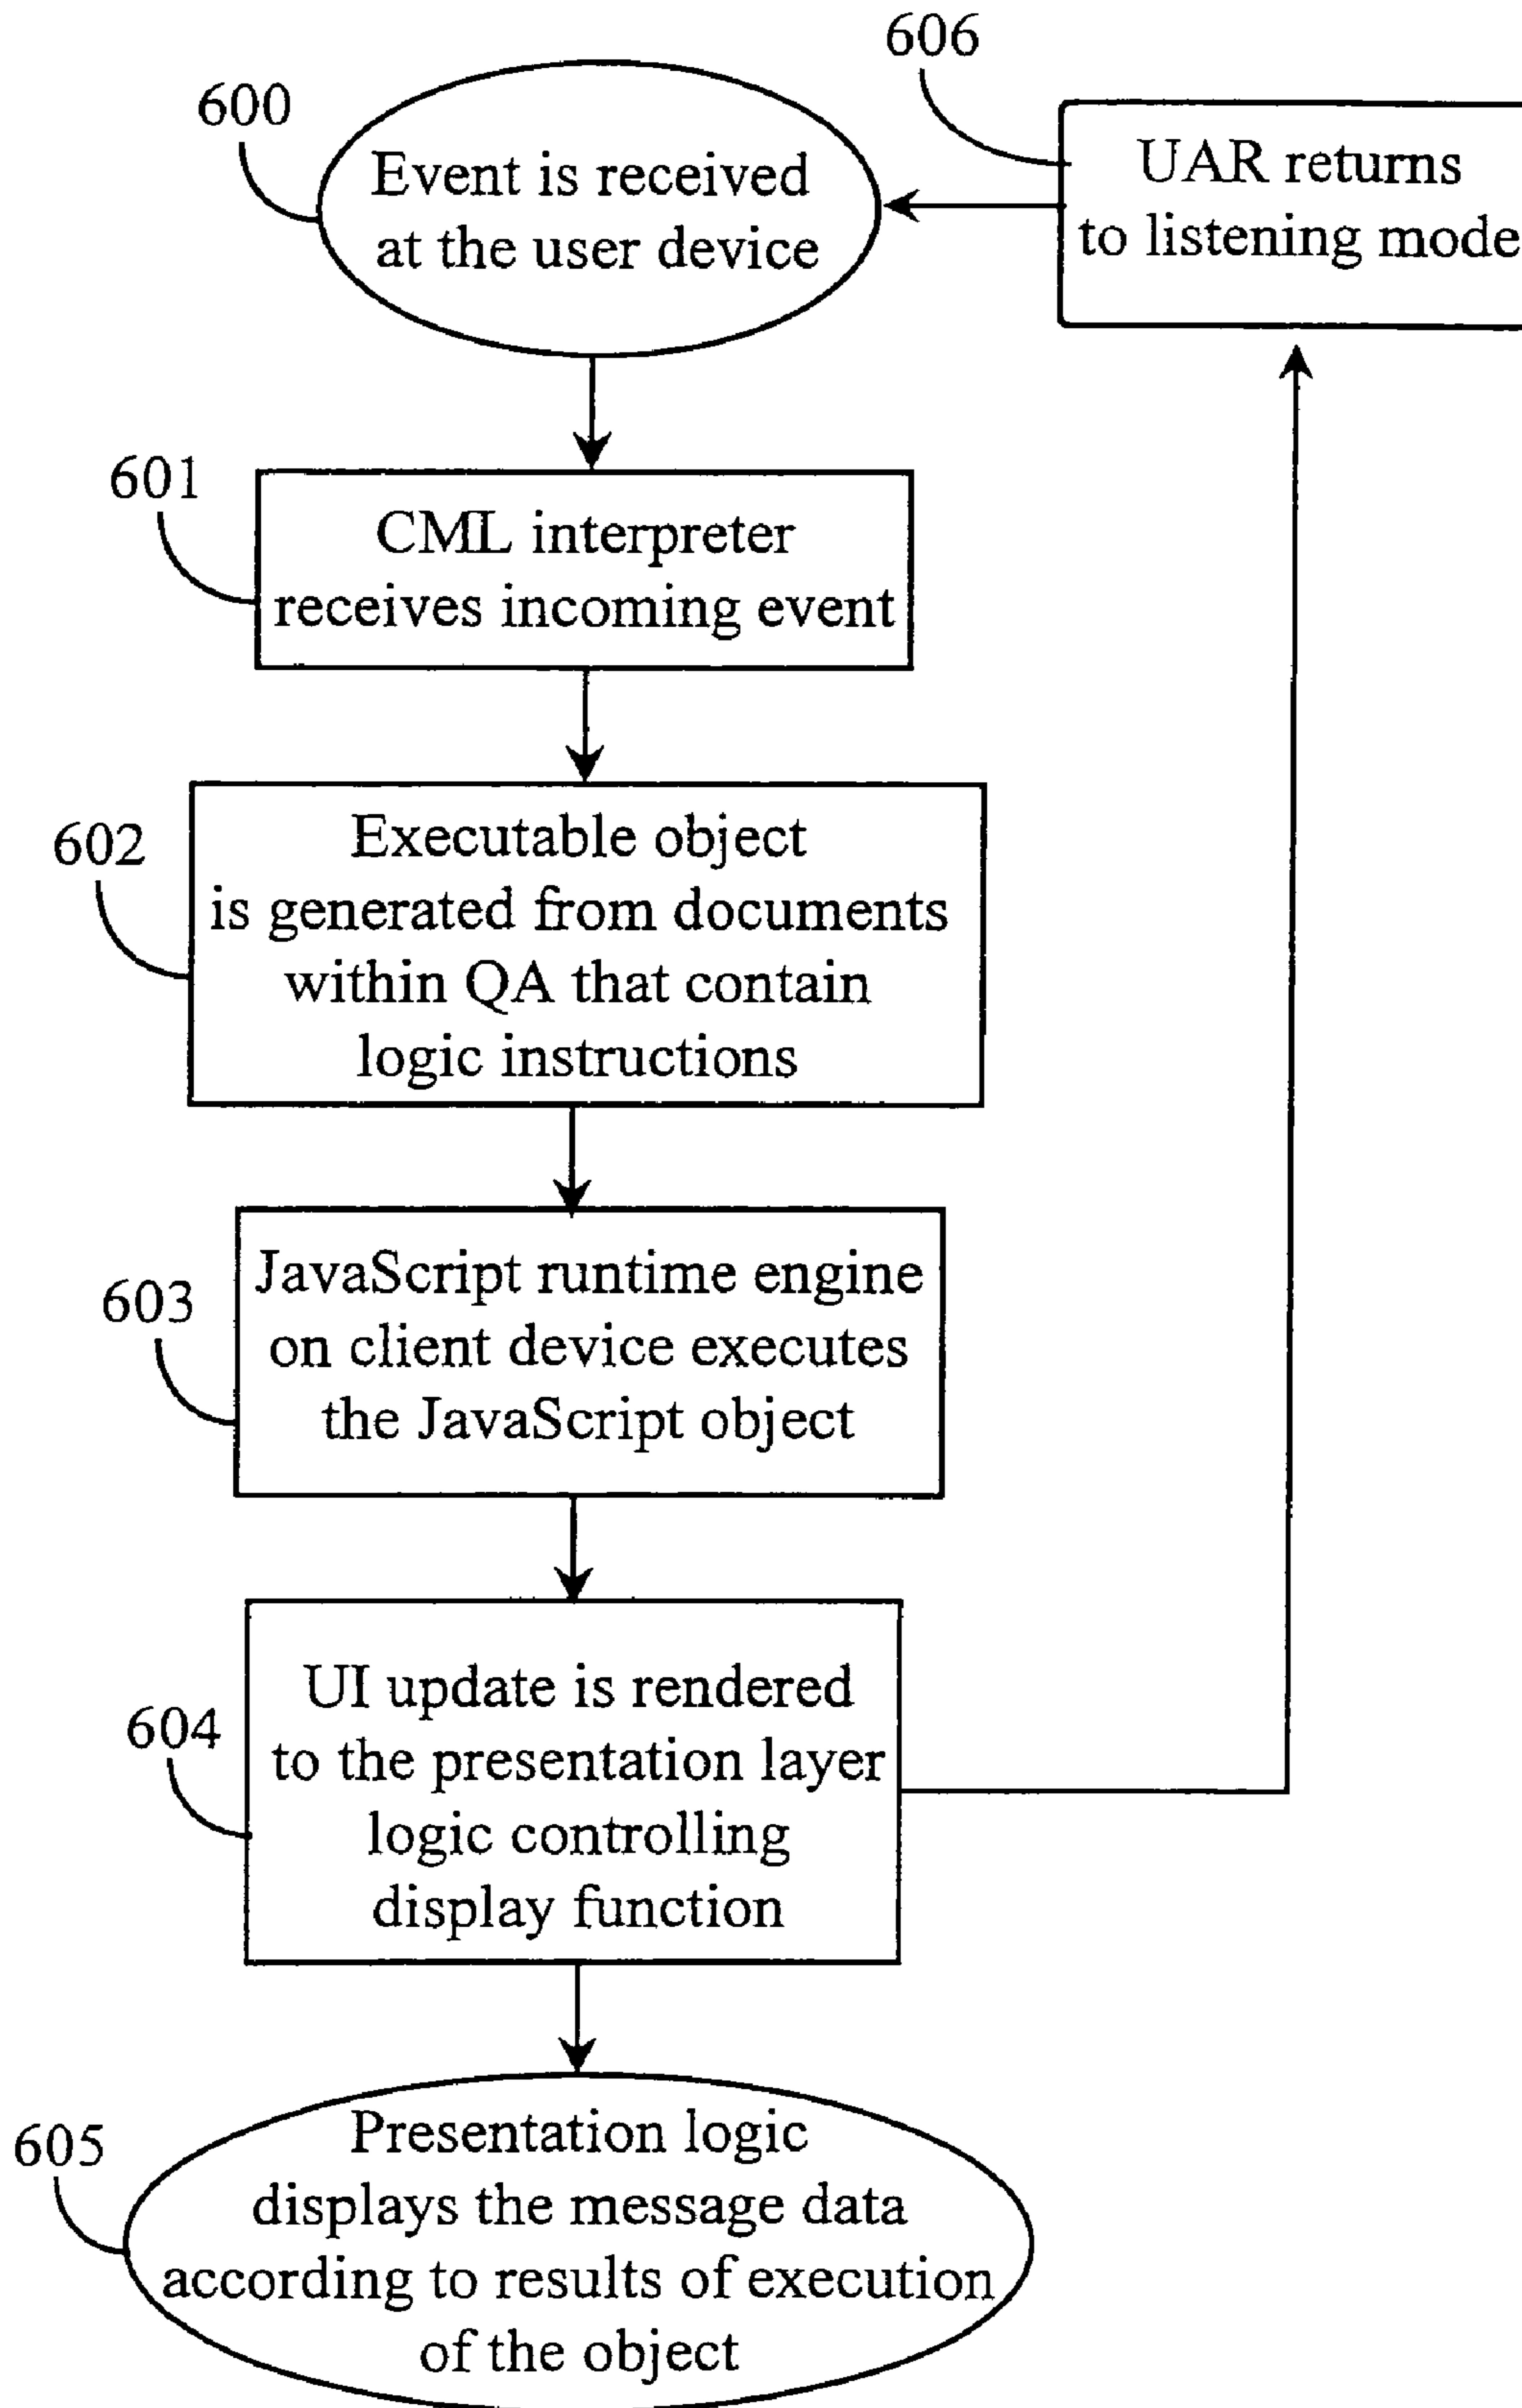 606
600
Event is received
at the user device
UAR returns
to listening mode
601
CML interpreter
receives incoming event
602
Executable object
is generated from documents
within QA that contain
logic instructions
603
JavaScript runtime engine
on client device executes
the JavaScript object
604
UI update is rendered
to the presentation layer
logic controlling
display function
605
Presentation logic
displays the message data
according to results of execution
of the object